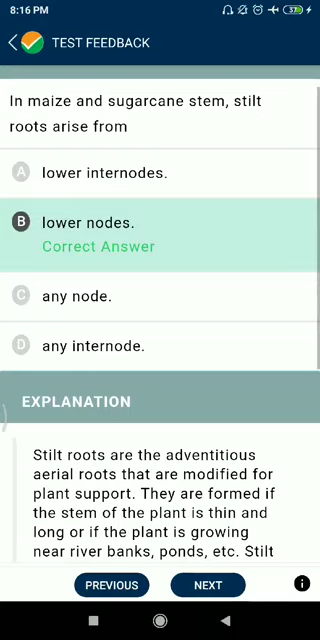 8:16 PM
37
TEST FEEDBACK
In maize and sugarcane stem, stilt
roots arise from
A lower internodes.
B lower nodes.
Correct Answer
C any node.
D any internode.
EXPLANATION
Stilt roots are the adventitious
aerial roots that are modified for
plant support. They are formed if
the stem of the plant is thin and
long or if the plant is growing
near river banks, ponds, etc. Stilt
PREVIOUS NEXT